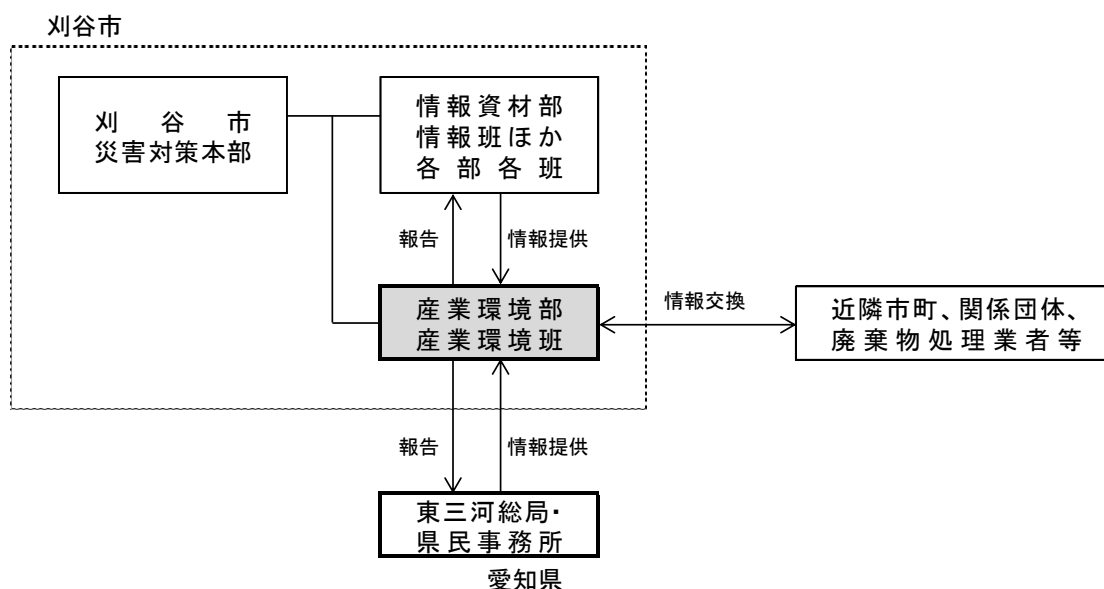 刈谷市
刈谷市
災害対策本部
情報資材部
情報班ほか
各部各班
報告
情報提供
産業環境部
産業環境班
情報交換
近隣市町、関係団体、
廃棄物処理業者等
報告
情報提供
東三河総局・
県民事務所
愛知県